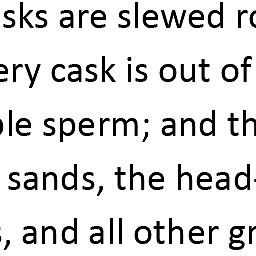 sks are slewed ro
ery cask is out of
ple sperm; and th
sands, the head-
s, and all other gr